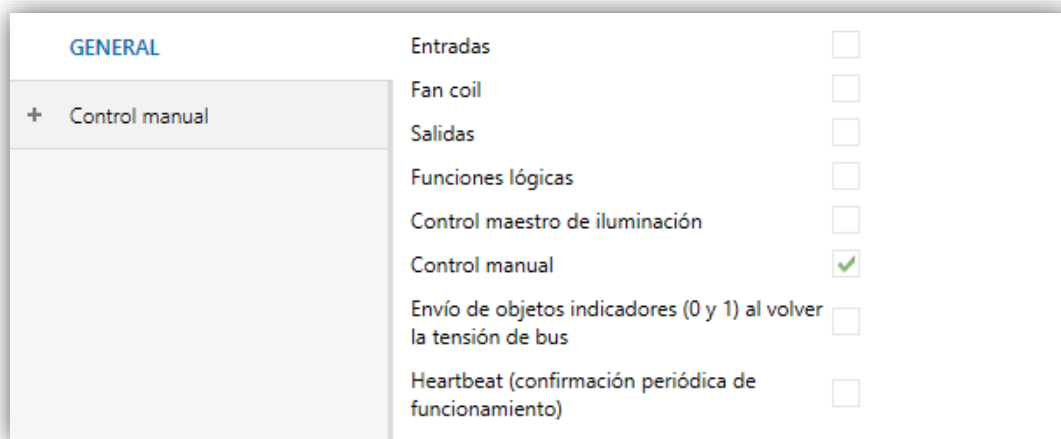 GENERAL
+ Control manual
Entradas
Fan coil
Salidas
Funciones lógicas
Control maestro de iluminación
Control manual
Envío de objetos indicadores (0 y 1) al volver
la tensión de bus
Heartbeat (confirmación periódica de
funcionamiento)